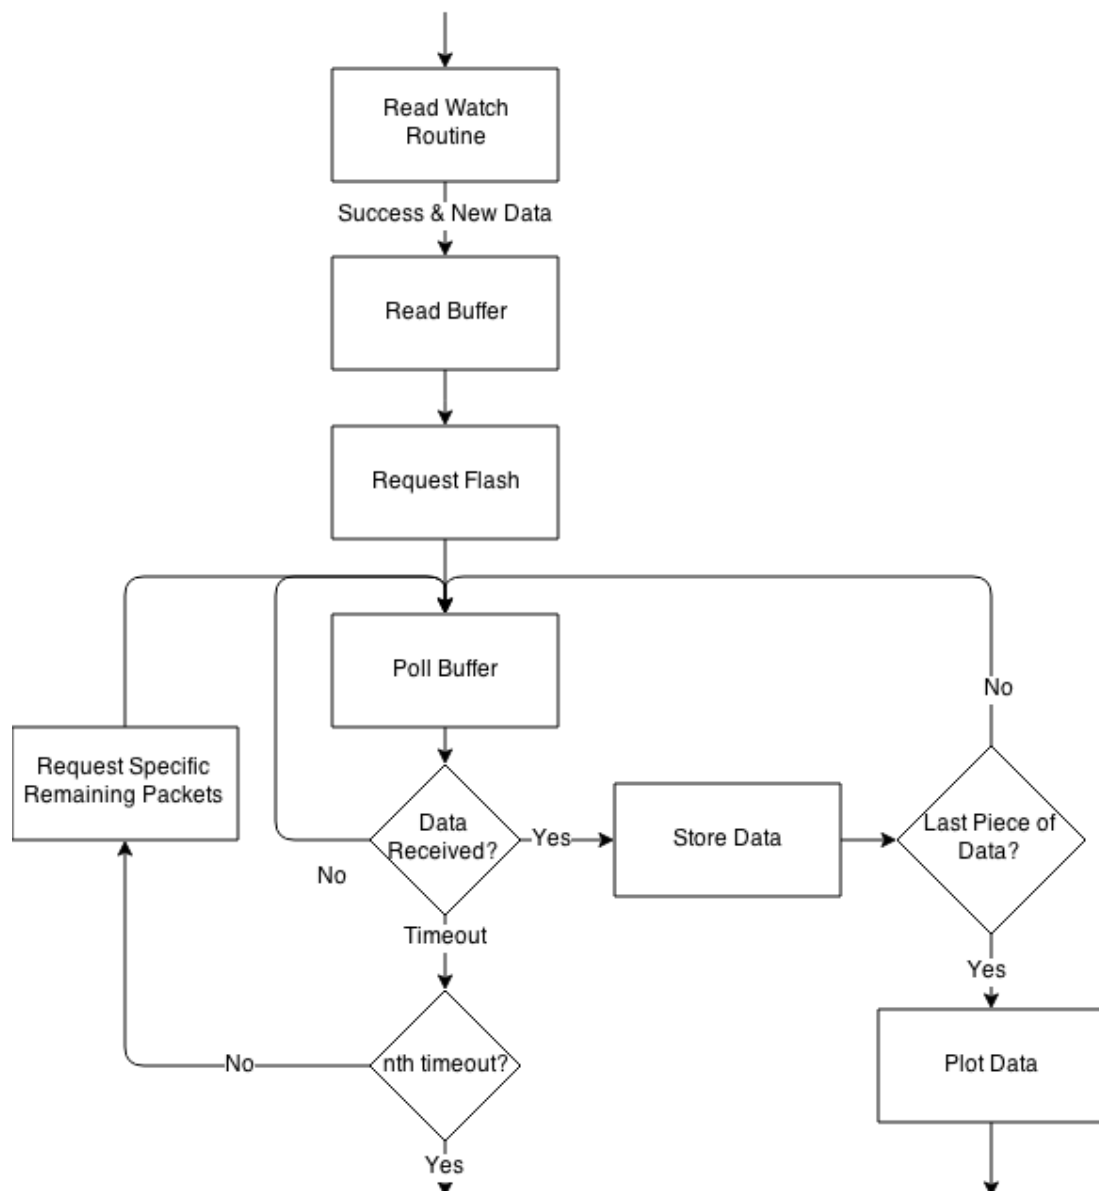 Read Watch
Routine
Success & New Data
Read Buffer
Request Flash
Poll Buffer
No
Request Specific
Remaining Packets
Data
Received?
Yes
Store Data
Last Piece of
Data?
No
Timeout
Yes
nth timeout?
No
Plot Data
Yes